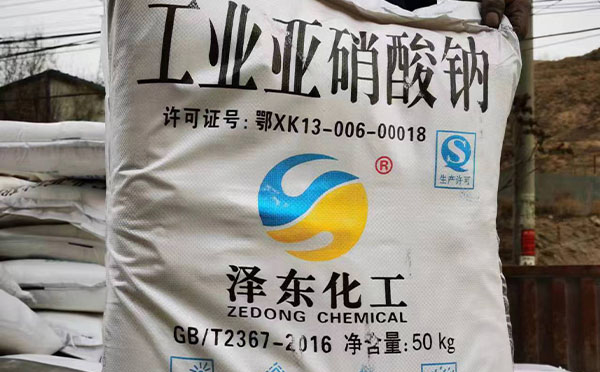 工业亚硝酸钠
许可证号: 鄂XK13-006-00018
®
生产许可
泽东化工
ZEDONG CHEMICAL
GB/T2367-2016 净含量: 50 kg